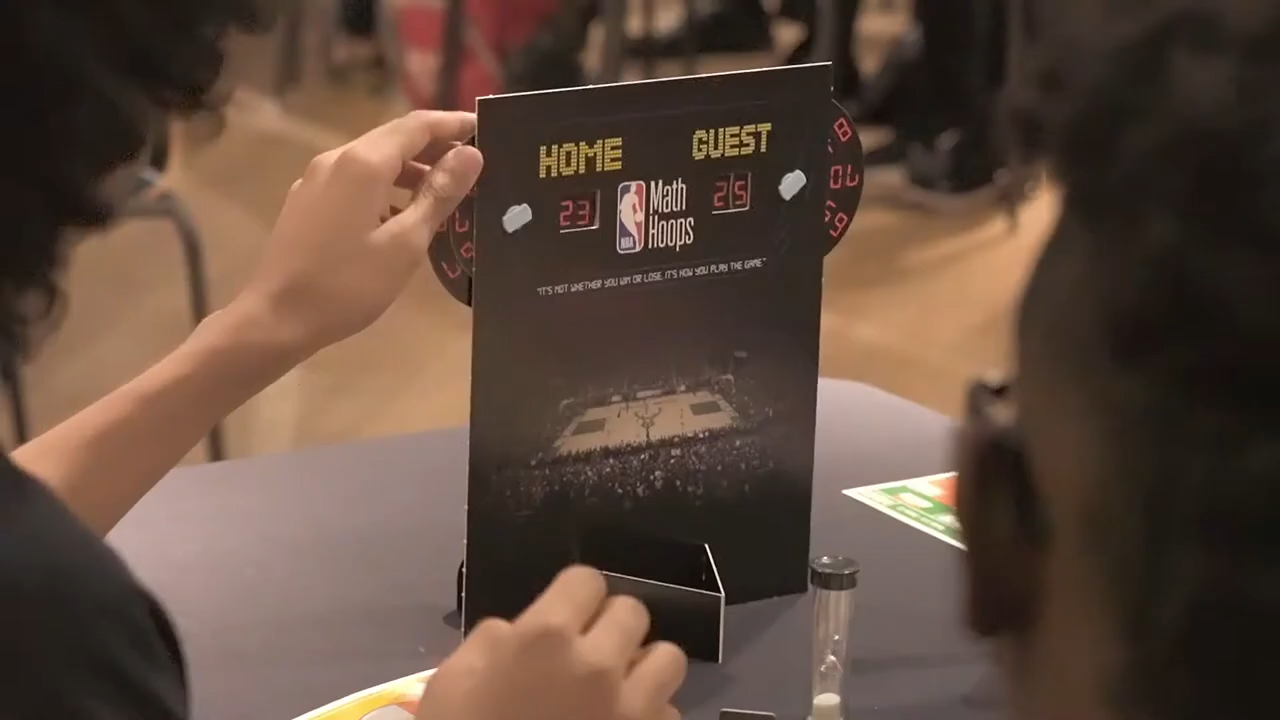 HOME GUEST
23 25
NBA
Math
Hoops
"IT'S NOT WHETHER YOU WIN OR LOSE, IT'S HOW YOU PLAY THE GAME"